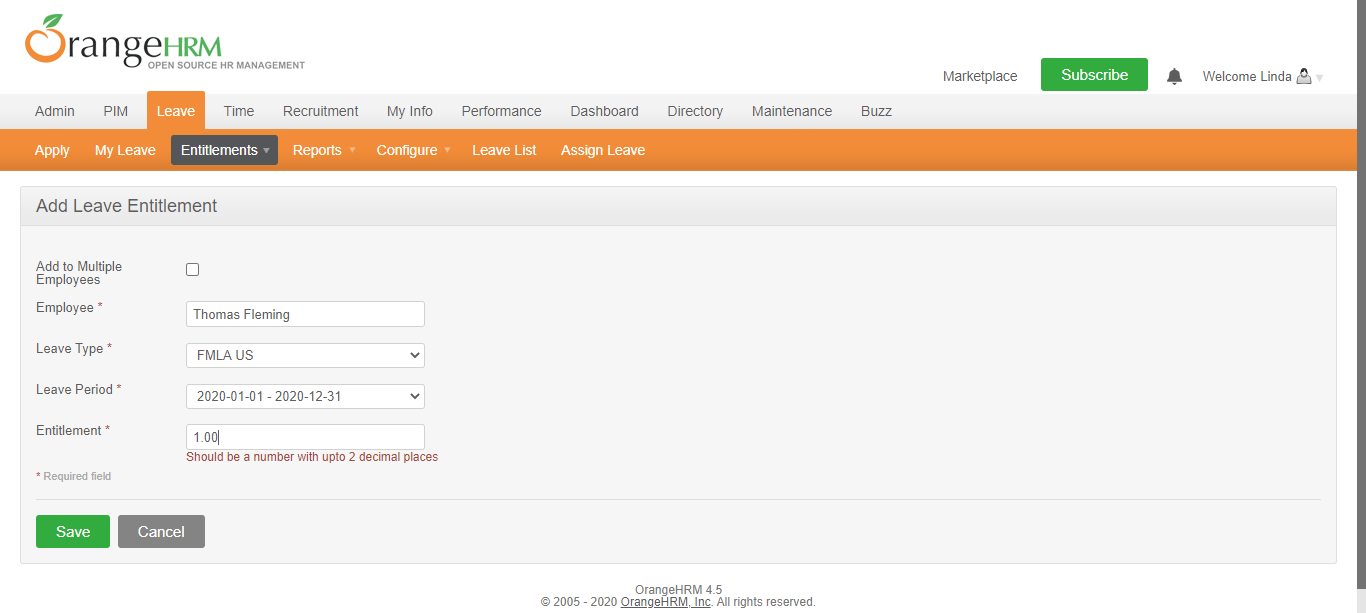 OrangeHRM
OPEN SOURCE HR MANAGEMENT
Marketplace Subscribe Welcome Linda
Admin PIM Leave Time Recruitment My Info Performance Dashboard Directory Maintenance Buzz
Apply My Leave Entitlements Reports Configure Leave List Assign Leave
Add Leave Entitlement
Add to Multiple
Employees
Employee * Thomas Fleming
Leave Type * FMLA US
Leave Period * 2020-01-01 - 2020-12-31
Entitlement * 1.00
Should be a number with upto 2 decimal places
* Required field
Save Cancel
OrangeHRM 4.5
© 2005 - 2020 OrangeHRM, Inc. All rights reserved.